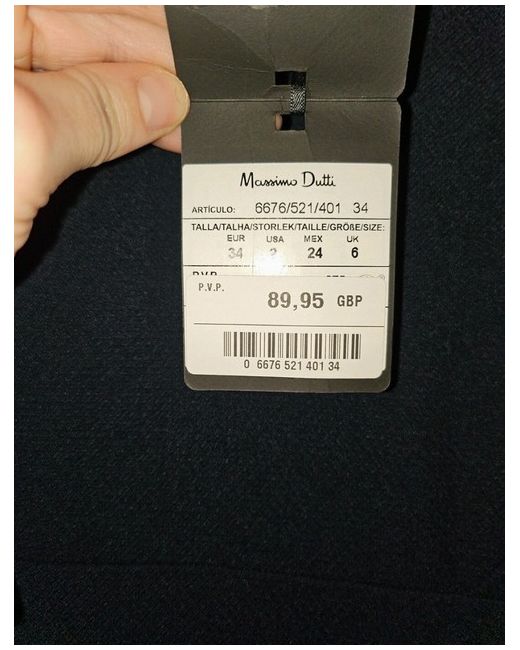 Massimo Dutti
ARTÍCULO: 6676/521/401 34
TALLA/TALHA/STORLEK/TAILLE/GRÖßE/SIZE:
EUR USA MEX UK
34 2 24 6
P.V.P.
P.V.P. 89,95 GBP
0 6676 521 401 34